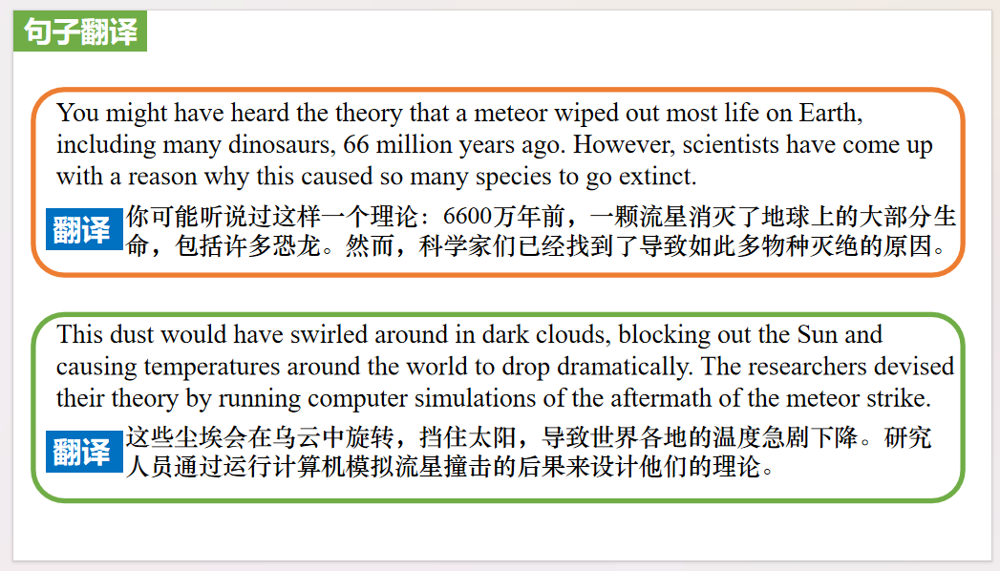 句子翻译
You might have heard the theory that a meteor wiped out most life on Earth,
including many dinosaurs, 66 million years ago. However, scientists have come up
with a reason why this caused so many species to go extinct.
翻译
你可能听说过这样一个理论：6600万年前，一颗流星消灭了地球上的大部分生
命，包括许多恐龙。然而，科学家们已经找到了导致如此多物种灭绝的原因。
This dust would have swirled around in dark clouds, blocking out the Sun and
causing temperatures around the world to drop dramatically. The researchers devised
their theory by running computer simulations of the aftermath of the meteor strike.
翻译
这些尘埃会在乌云中旋转，挡住太阳，导致世界各地的温度急剧下降。研究
人员通过运行计算机模拟流星撞击的后果来设计他们的理论。